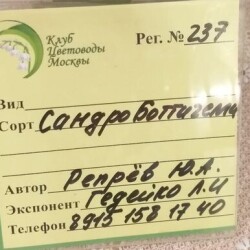 Клуб
Цветоводы
Москвы
Рег. № 237
Вид
Сорт Сандро Боттичелли
Автор Репрёв Ю.А.
Экспонент Гедейко Л.И
Телефон 8915 158 17 40